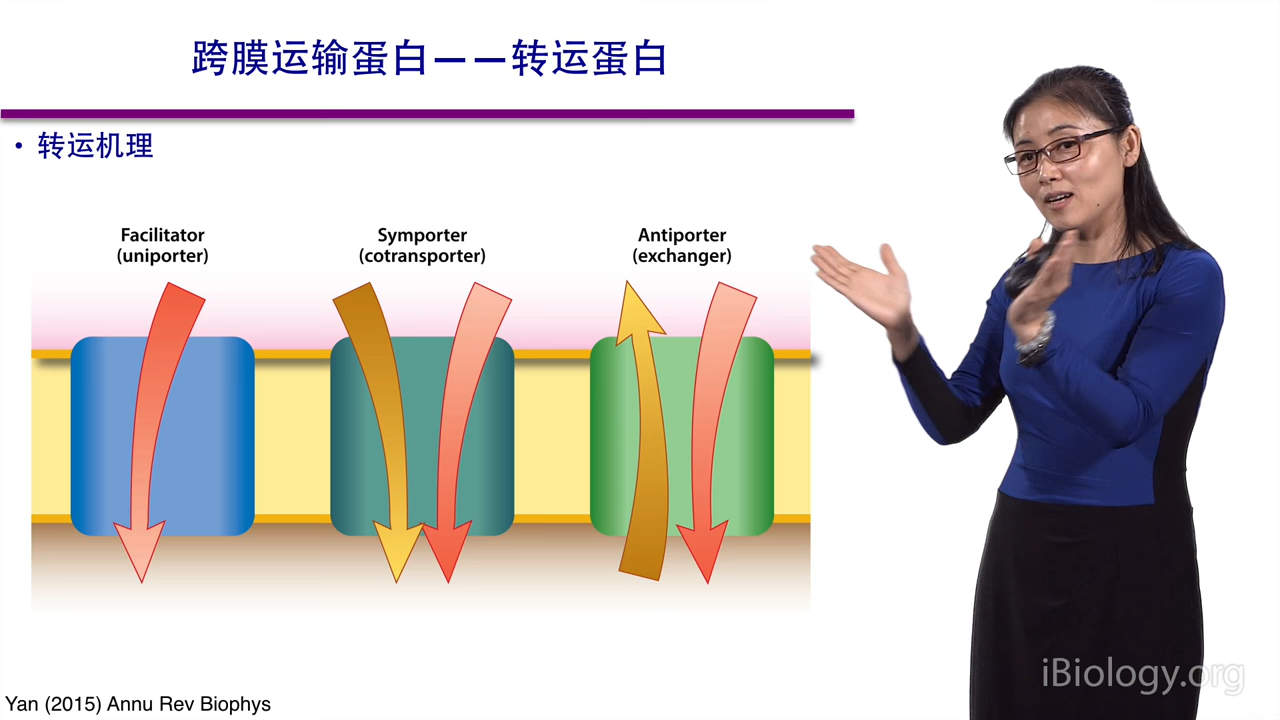 跨膜运输蛋白——转运蛋白
• 转运机理
Facilitator
(uniporter)
Symporter
(cotransporter)
Antiporter
(exchanger)
Yan (2015) Annu Rev Biophys
iBiology.org